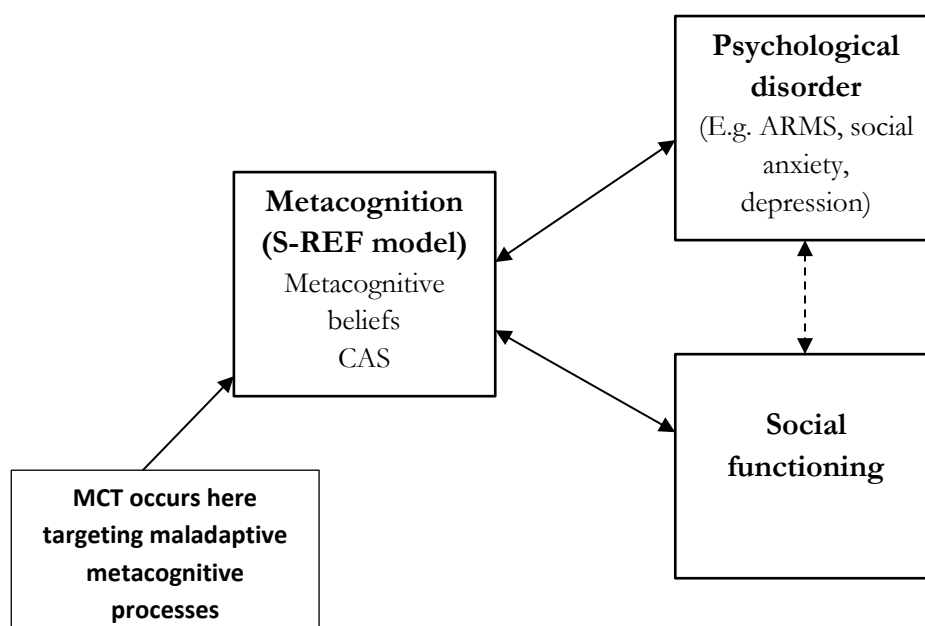 Psychological
disorder
(E.g. ARMS, social
anxiety,
depression)
Metacognition
(S-REF model)
Metacognitive
beliefs
CAS
Social
functioning
MCT occurs here
targeting maladaptive
metacognitive
processes